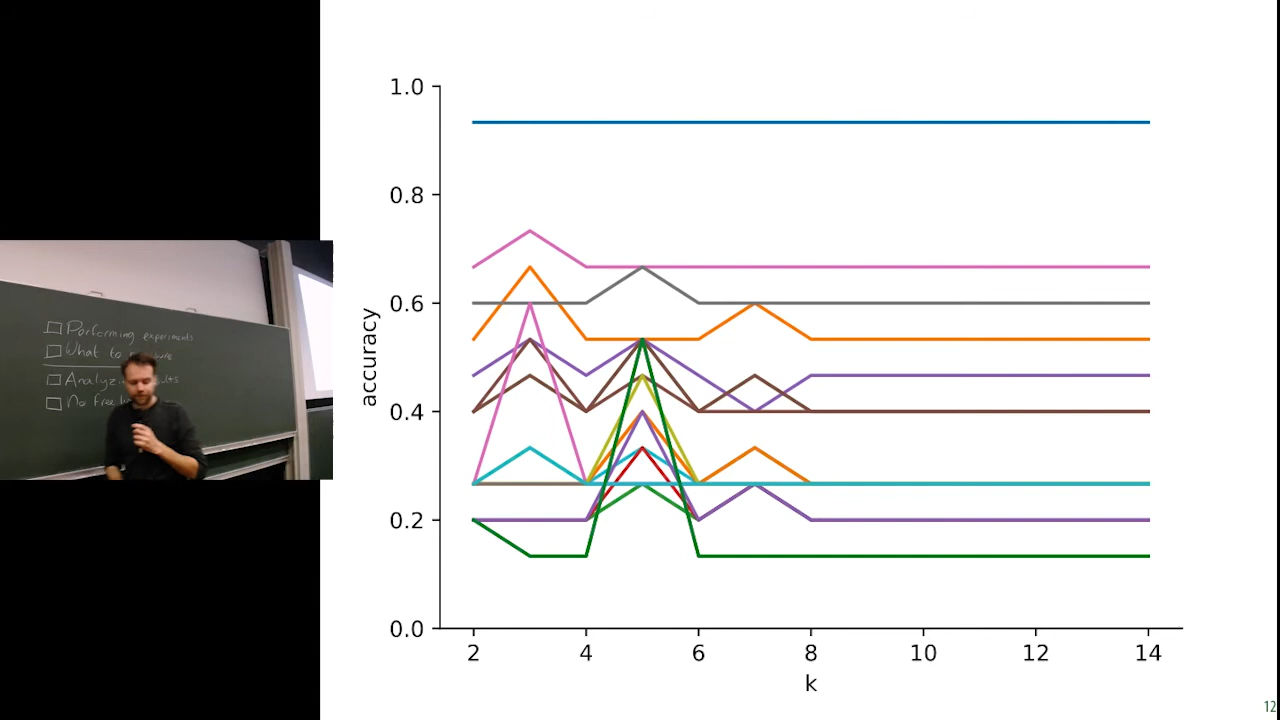 Performing experiments
What to
Analyzing
No free
1.0
0.8
0.6
0.4
0.2
0.0
accuracy
2 4 6 8 10 12 14
k
12